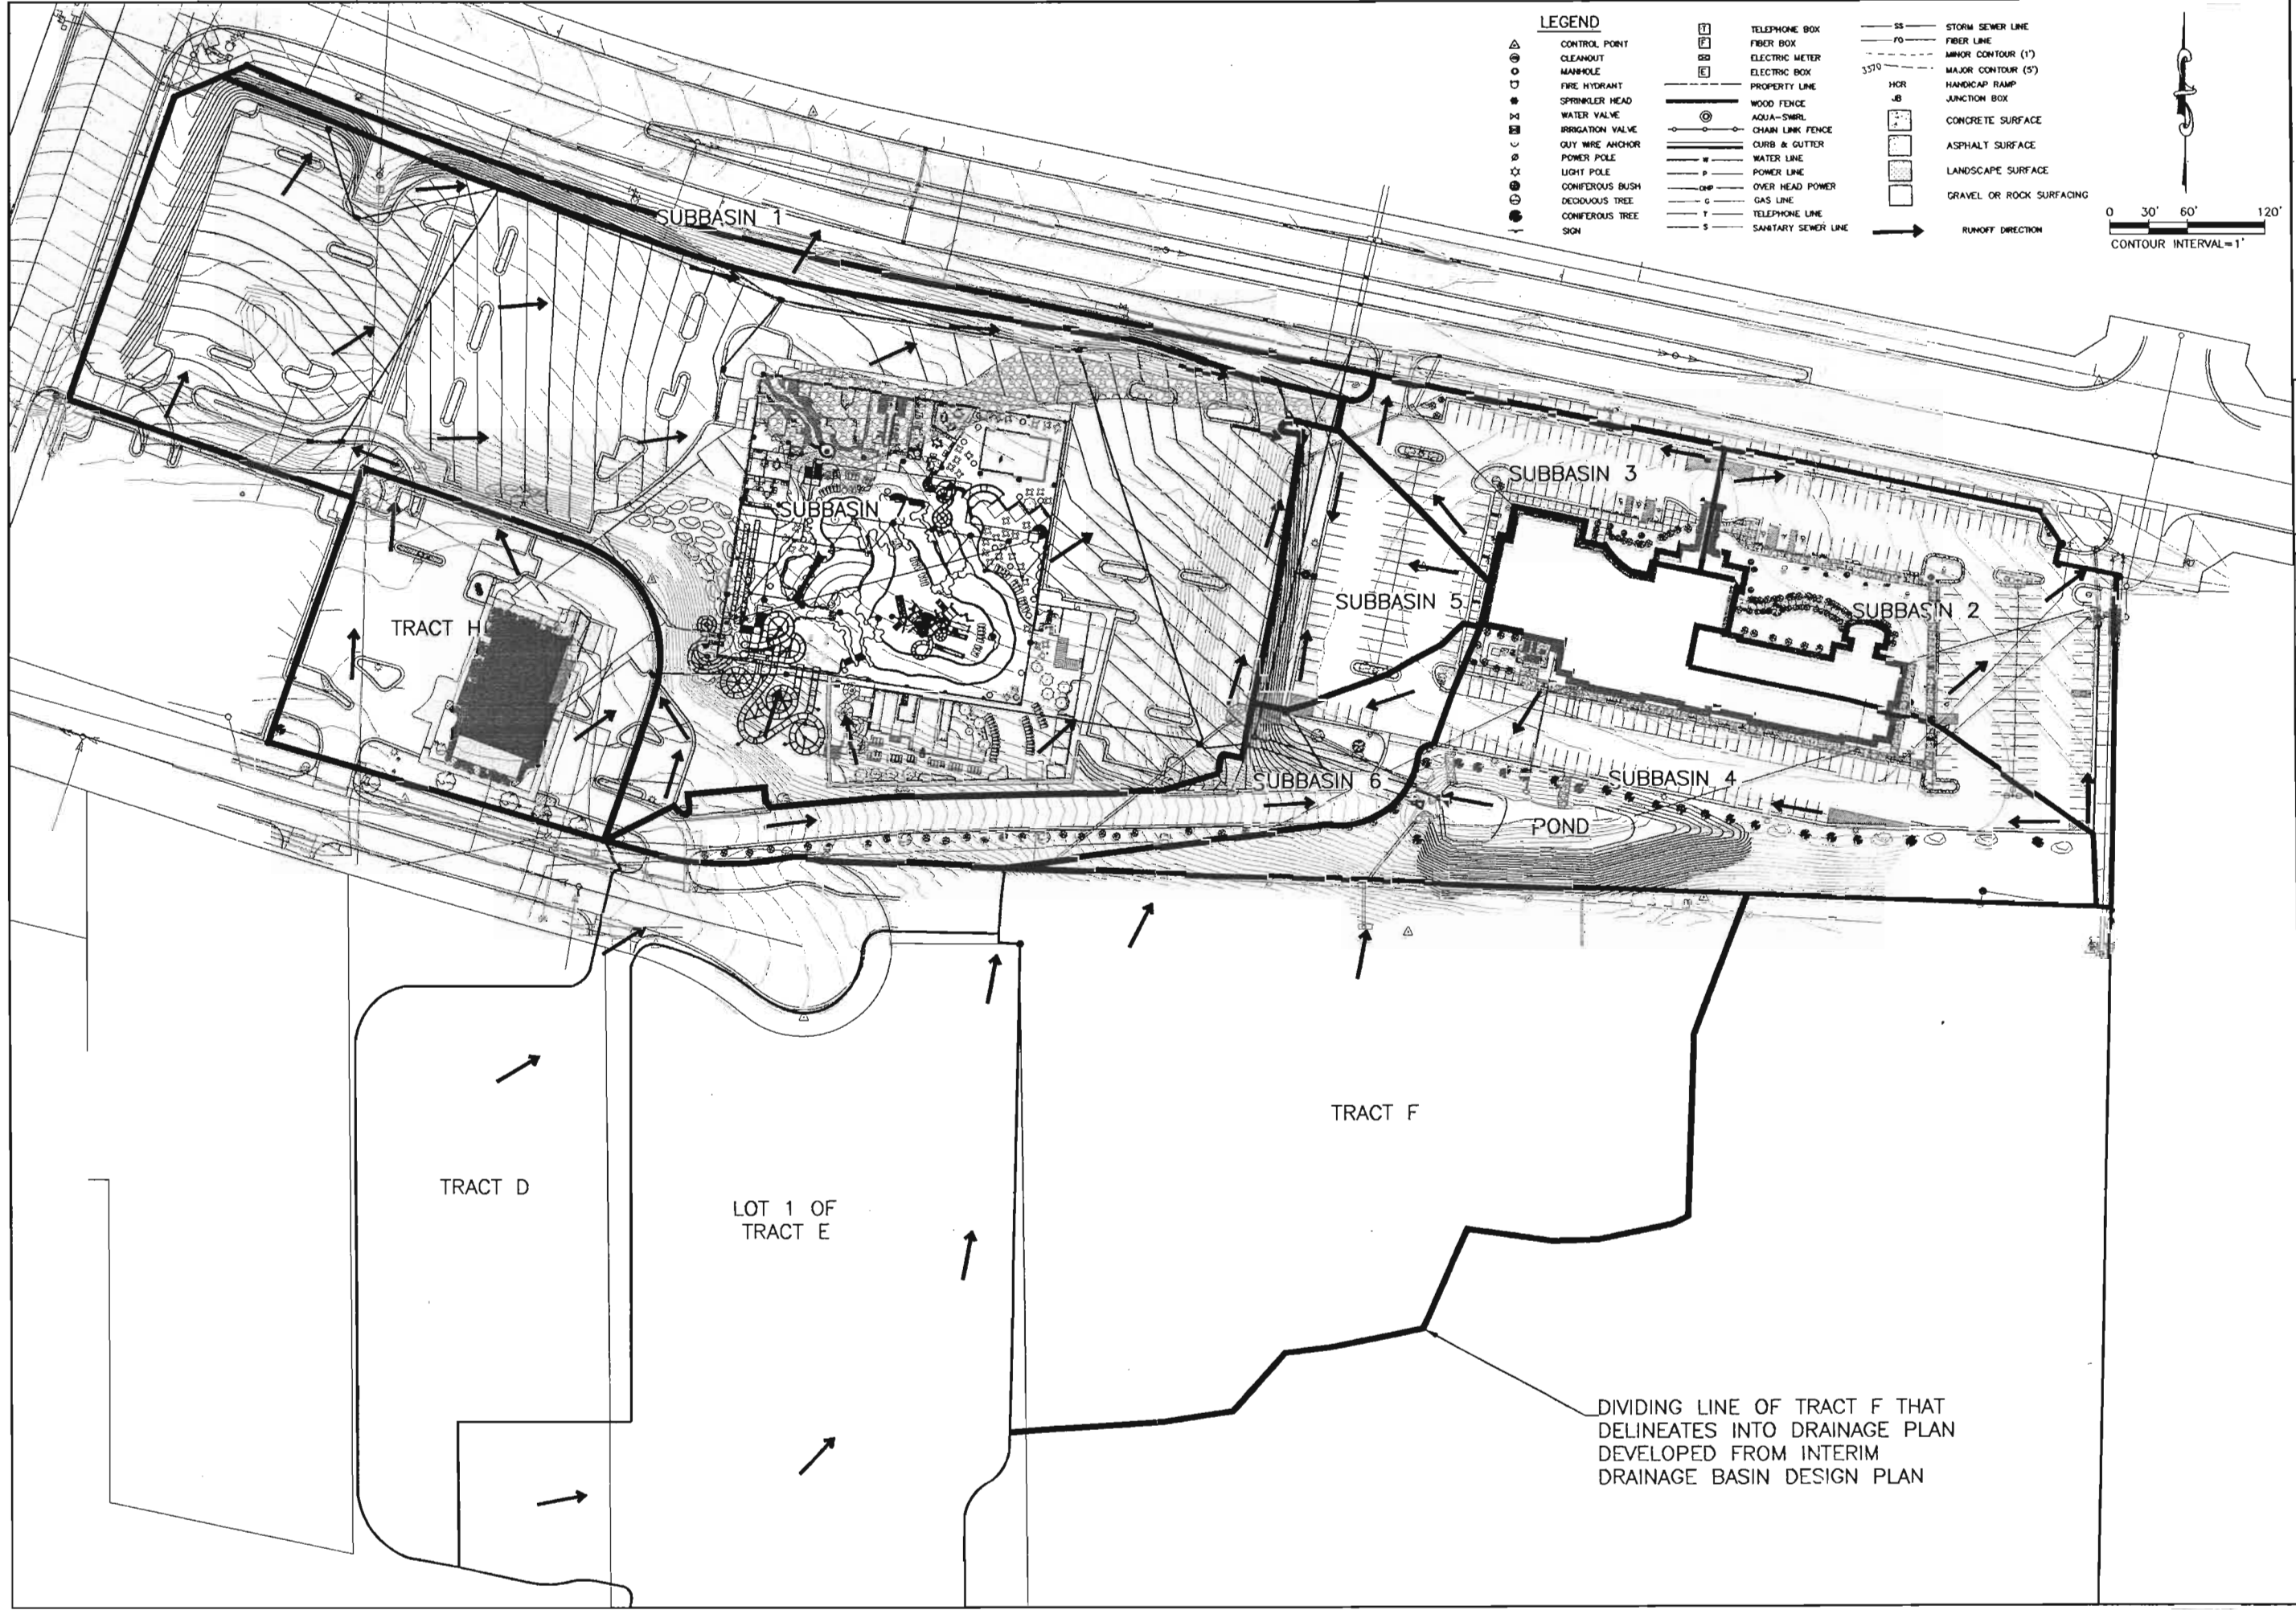 LEGEND
CONTROL POINT
CLEANOUT
MANHOLE
FIRE HYDRANT
SPRINKLER HEAD
WATER VALVE
IRRIGATION VALVE
GUY WIRE ANCHOR
POWER POLE
LIGHT POLE
CONIFEROUS BUSH
DECIDUOUS TREE
CONIFEROUS TREE
SIGN
T TELEPHONE BOX
F FIBER BOX
ELECTRIC METER
E ELECTRIC BOX
PROPERTY LINE
WOOD FENCE
AQUA-SWIRL
CHAIN LINK FENCE
CURB & GUTTER
W WATER LINE
P POWER LINE
OHP OVER HEAD POWER
G GAS LINE
T TELEPHONE LINE
S SANITARY SEWER LINE
SS STORM SEWER LINE
FO FIBER LINE
MINOR CONTOUR (1')
3370 MAJOR CONTOUR (5')
HCR HANDICAP RAMP
JB JUNCTION BOX
CONCRETE SURFACE
ASPHALT SURFACE
LANDSCAPE SURFACE
GRAVEL OR ROCK SURFACING
RUNOFF DIRECTION
0 30' 60' 120'
CONTOUR INTERVAL=1'
SUBBASIN 1
SUBBASIN 3
SUBBASIN 7
SUBBASIN 5
SUBBASIN 2
TRACT H
SUBBASIN 6
SUBBASIN 4
POND
TRACT F
TRACT D
LOT 1 OF
TRACT E
DIVIDING LINE OF TRACT F THAT
DELINEATES INTO DRAINAGE PLAN
DEVELOPED FROM INTERIM
DRAINAGE BASIN DESIGN PLAN